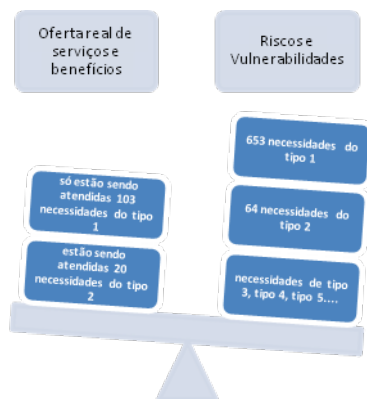 Oferta real de
serviços e
benefícios
Riscos e
Vulnerabilidades
só estão sendo
atendidas 103
necessidades do tipo
1
estão sendo
atendidas 20
necessidades do tipo
2
653 necessidades do
tipo 1
64 necessidades do
tipo 2
necessidades de tipo
3, tipo 4, tipo 5....